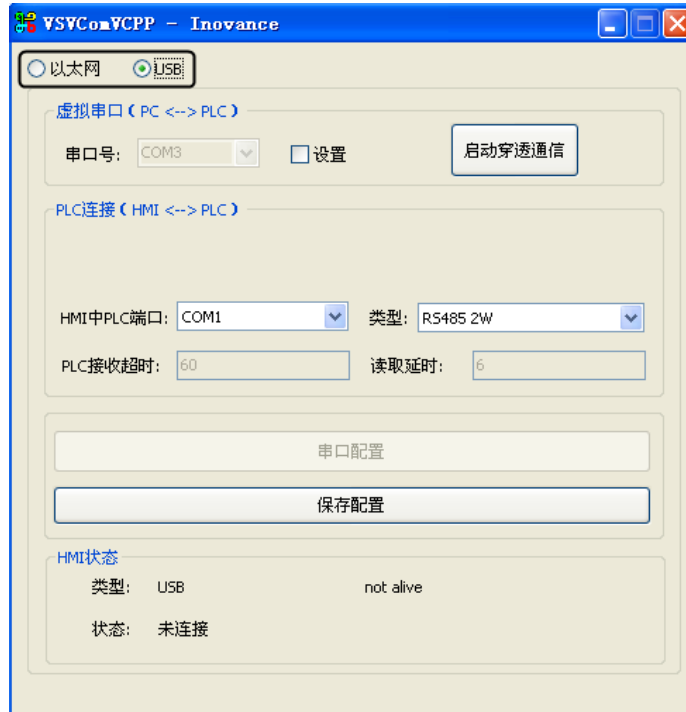 VSVComVCPP - Inovance
以太网 USB
虚拟串口 ( PC <--> PLC )
串口号: COM3 设置 启动穿透通信
PLC连接 ( HMI <--> PLC )
HMI中PLC端口: COM1 类型: RS485 2W
PLC接收超时: 60 读取延时: 6
串口配置
保存配置
HMI状态
类型: USB not alive
状态: 未连接